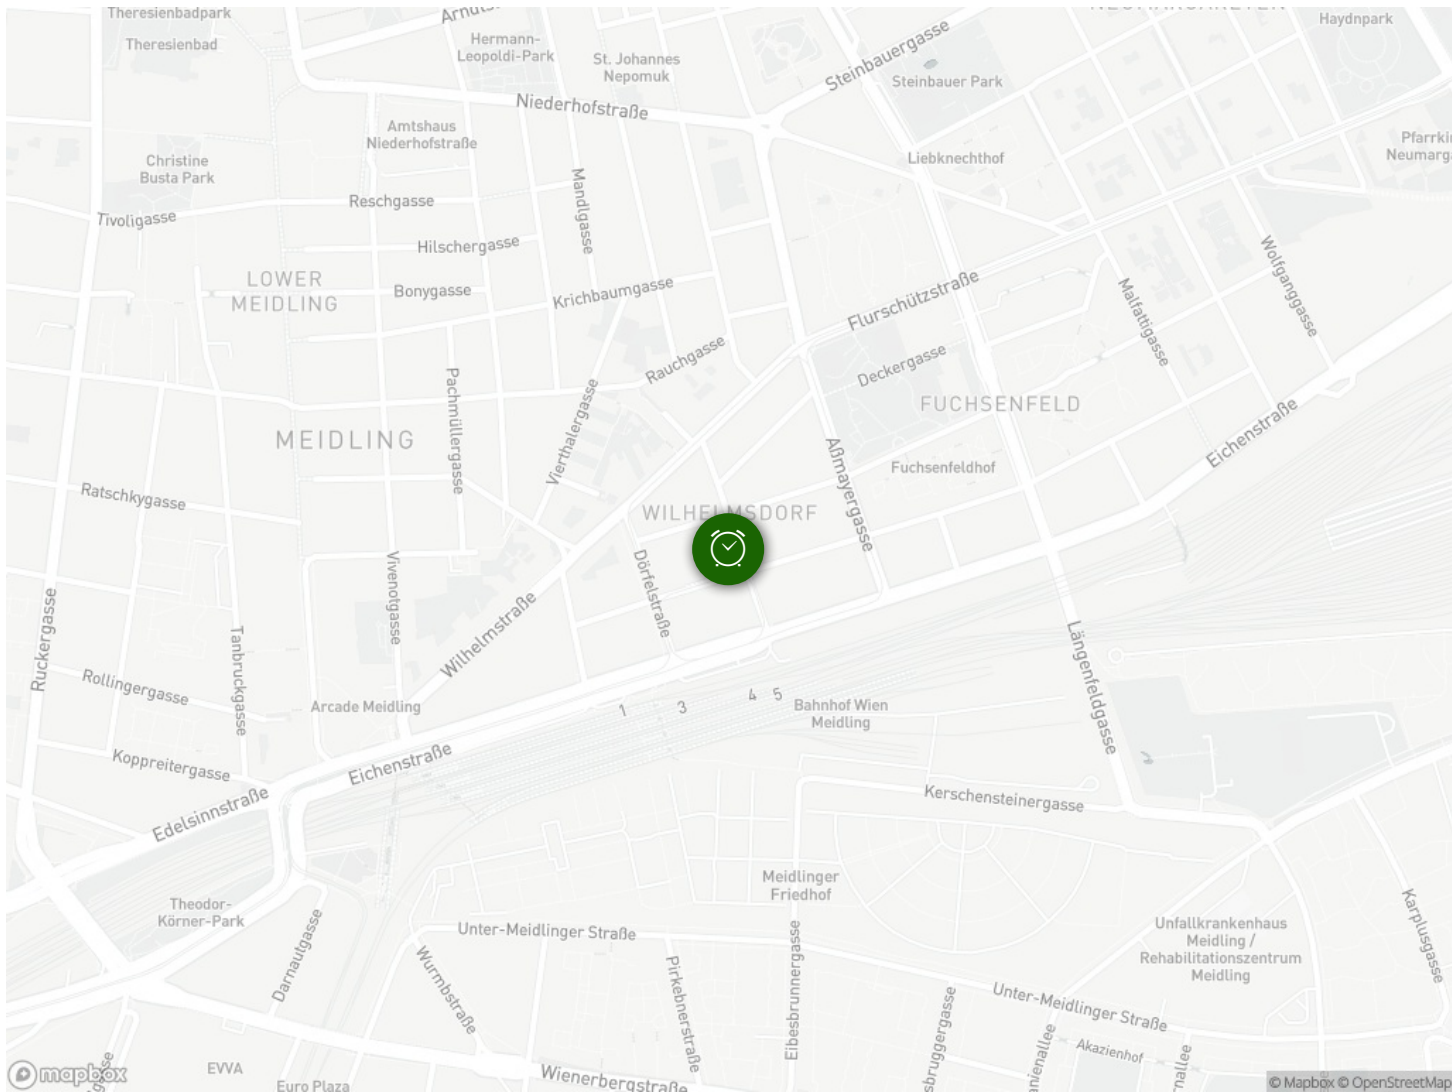 Theresienbadpark
Theresienbad
Hermann-
Leopoldi-Park
St. Johannes
Nepomuk
Steinbauergasse
Steinbauer Park
Haydnpark
Niederhofstraße
Amtshaus
Niederhofstraße
Christine
Busta Park
Liebknechthof
Mandlgasse
Reschgasse
Tivoligasse
Hilschergasse
LOWER
MEIDLING
Bonygasse
Krichbaumgasse
Flurschützstraße
Malfattigasse
Wolfganggasse
Rauchgasse
Deckergasse
Pachmüllergasse
Vierthalergasse
FUCHSENFELD
MEIDLING
Eichenstraße
Fuchsenfeldhof
Aßmayergasse
Ratschkygasse
WILHELMSDORF
Dörfelstraße
Vivenotgasse
Wilhelmstraße
Ruckergasse
Tanbruckgasse
Längenfeldgasse
Rollingergasse
Arcade Meidling
1
3
4
5
Bahnhof Wien
Meidling
Koppreitergasse
Eichenstraße
Edelsinnstraße
Kerschensteinergasse
Meidlinger
Friedhof
Theodor-
Körner-Park
Darnautgasse
Unter-Meidlinger Straße
Wurmbstraße
Pirkebnerstraße
Eibesbrunnergasse
Unfallkrankenhaus
Meidling /
Rehabilitationszentrum
Meidling
Karplusgasse
Unter-Meidlinger Straße
Akazienhof
EVVA
Euro Plaza
Wienerbergstraße
mapbox
© Mapbox © OpenStreetMap